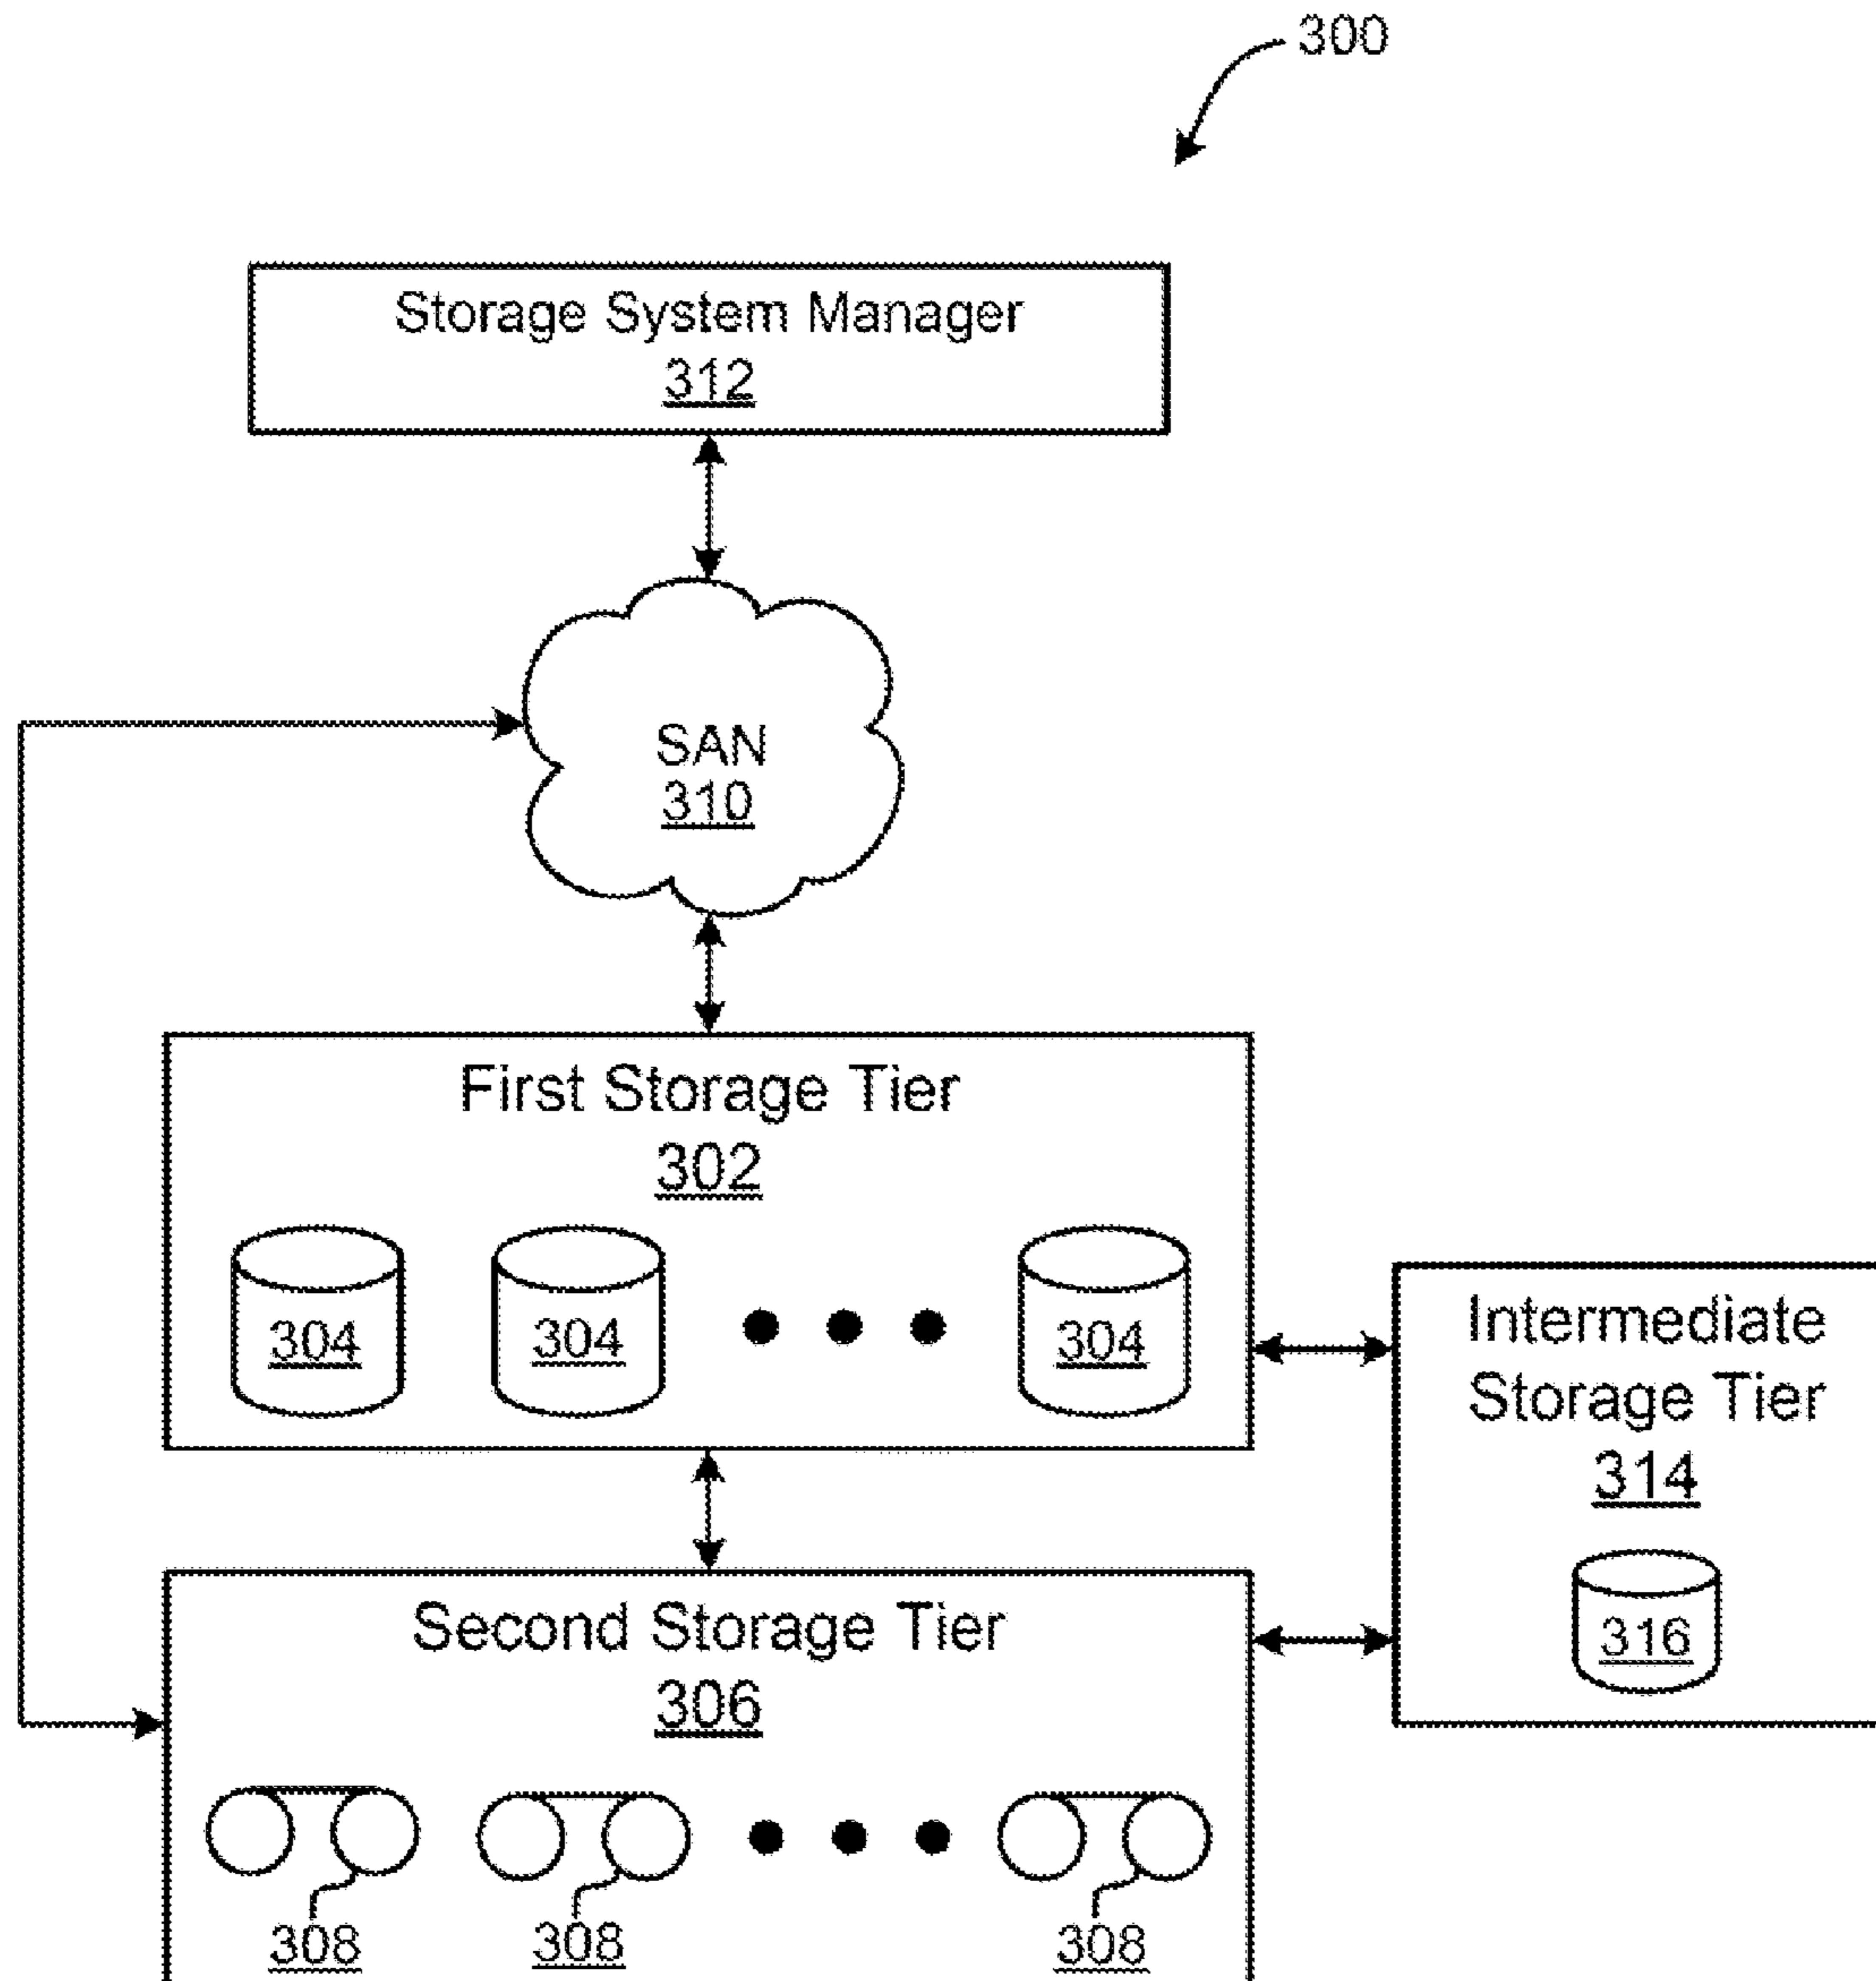 300
Storage System Manager
312
SAN
310
First Storage Tier
302
304 304 304
Intermediate
Storage Tier
314
316
Second Storage Tier
306
308 308 308